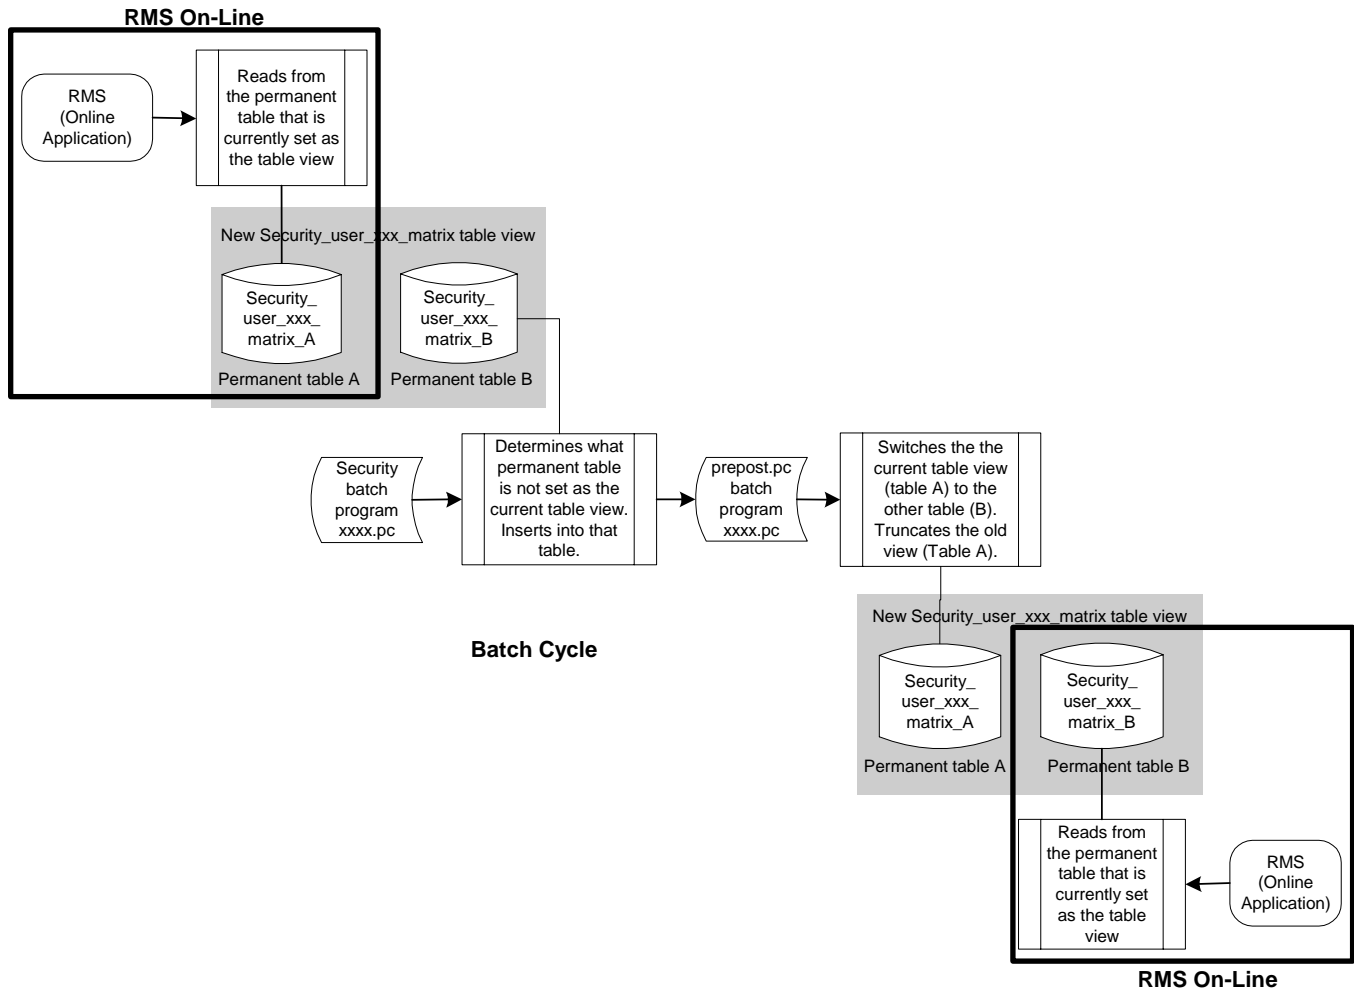 RMS On-Line
RMS
(Online
Application)
Reads from
the permanent
table that is
currently set as
the table view
New Security_user_xxx_matrix table view
Security_
user_xxx_
matrix_A
Security_
user_xxx_
matrix_B
Permanent table A
Permanent table B
Security
batch
program
xxxx.pc
Determines what
permanent table
is not set as the
current table view.
Inserts into that
table.
prepost.pc
batch
program
xxxx.pc
Switches the the
current table view
(table A) to the
other table (B).
Truncates the old
view (Table A).
Batch Cycle
New Security_user_xxx_matrix table view
Security_
user_xxx_
matrix_A
Security_
user_xxx_
matrix_B
Permanent table A
Permanent table B
Reads from
the permanent
table that is
currently set
as the table
view
RMS
(Online
Application)
RMS On-Line